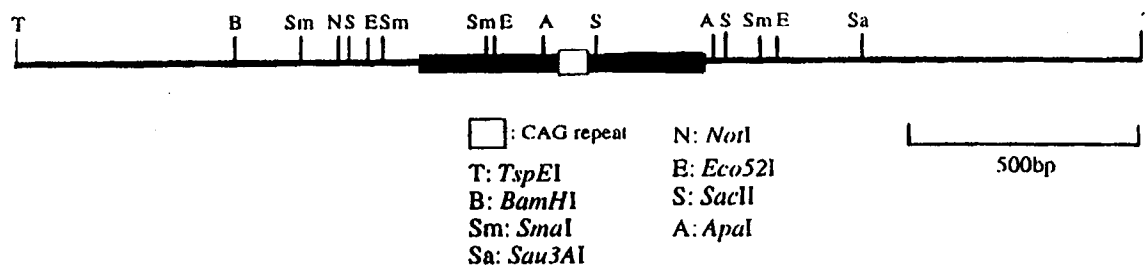 T B Sm N S E Sm Sm E A S A S Sm E Sa
: CAG repeat
T: TspEI
B: BamHI
Sm: SmaI
Sa: Sau3AI
N: NotI
E: Eco52I
S: SacII
A: ApaI
500bp